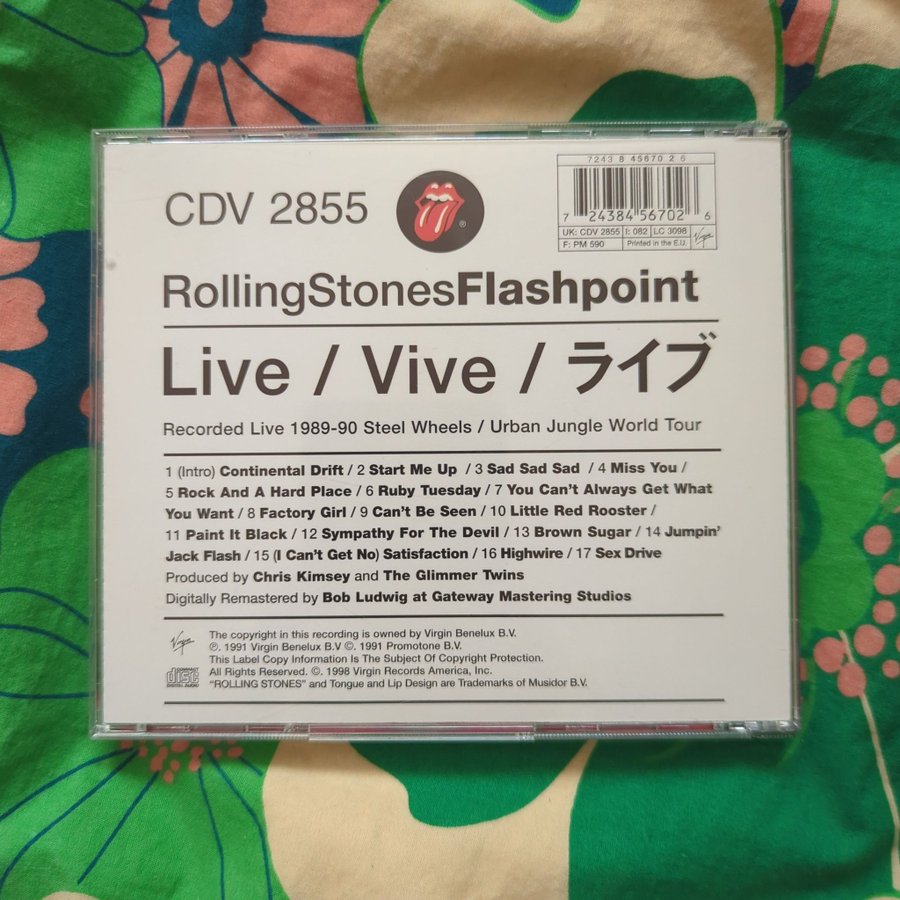 CDV 2855
®
7243 8 45670 2 6
7 24384 56702 6
UK: CDV 2855 I: 082 LC 3098
F: PM 590 Printed in the E.U. Virgin
RollingStonesFlashpoint
Live / Vive / ライブ
Recorded Live 1989-90 Steel Wheels / Urban Jungle World Tour
1 (Intro) Continental Drift / 2 Start Me Up / 3 Sad Sad Sad / 4 Miss You /
5 Rock And A Hard Place / 6 Ruby Tuesday / 7 You Can't Always Get What
You Want / 8 Factory Girl / 9 Can't Be Seen / 10 Little Red Rooster /
11 Paint It Black / 12 Sympathy For The Devil / 13 Brown Sugar / 14 Jumpin'
Jack Flash / 15 (I Can't Get No) Satisfaction / 16 Highwire / 17 Sex Drive
Produced by Chris Kimsey and The Glimmer Twins
Digitally Remastered by Bob Ludwig at Gateway Mastering Studios
Virgin
The copyright in this recording is owned by Virgin Benelux B.V.
℗. 1991 Virgin Benelux B.V ©. 1991 Promotone B.V.
This Label Copy Information Is The Subject Of Copyright Protection.
All Rights Reserved. ©. 1998 Virgin Records America, Inc.
"ROLLING STONES" and Tongue and Lip Design are Trademarks of Musidor B.V.
COMPACT
disc
DIGITAL AUDIO